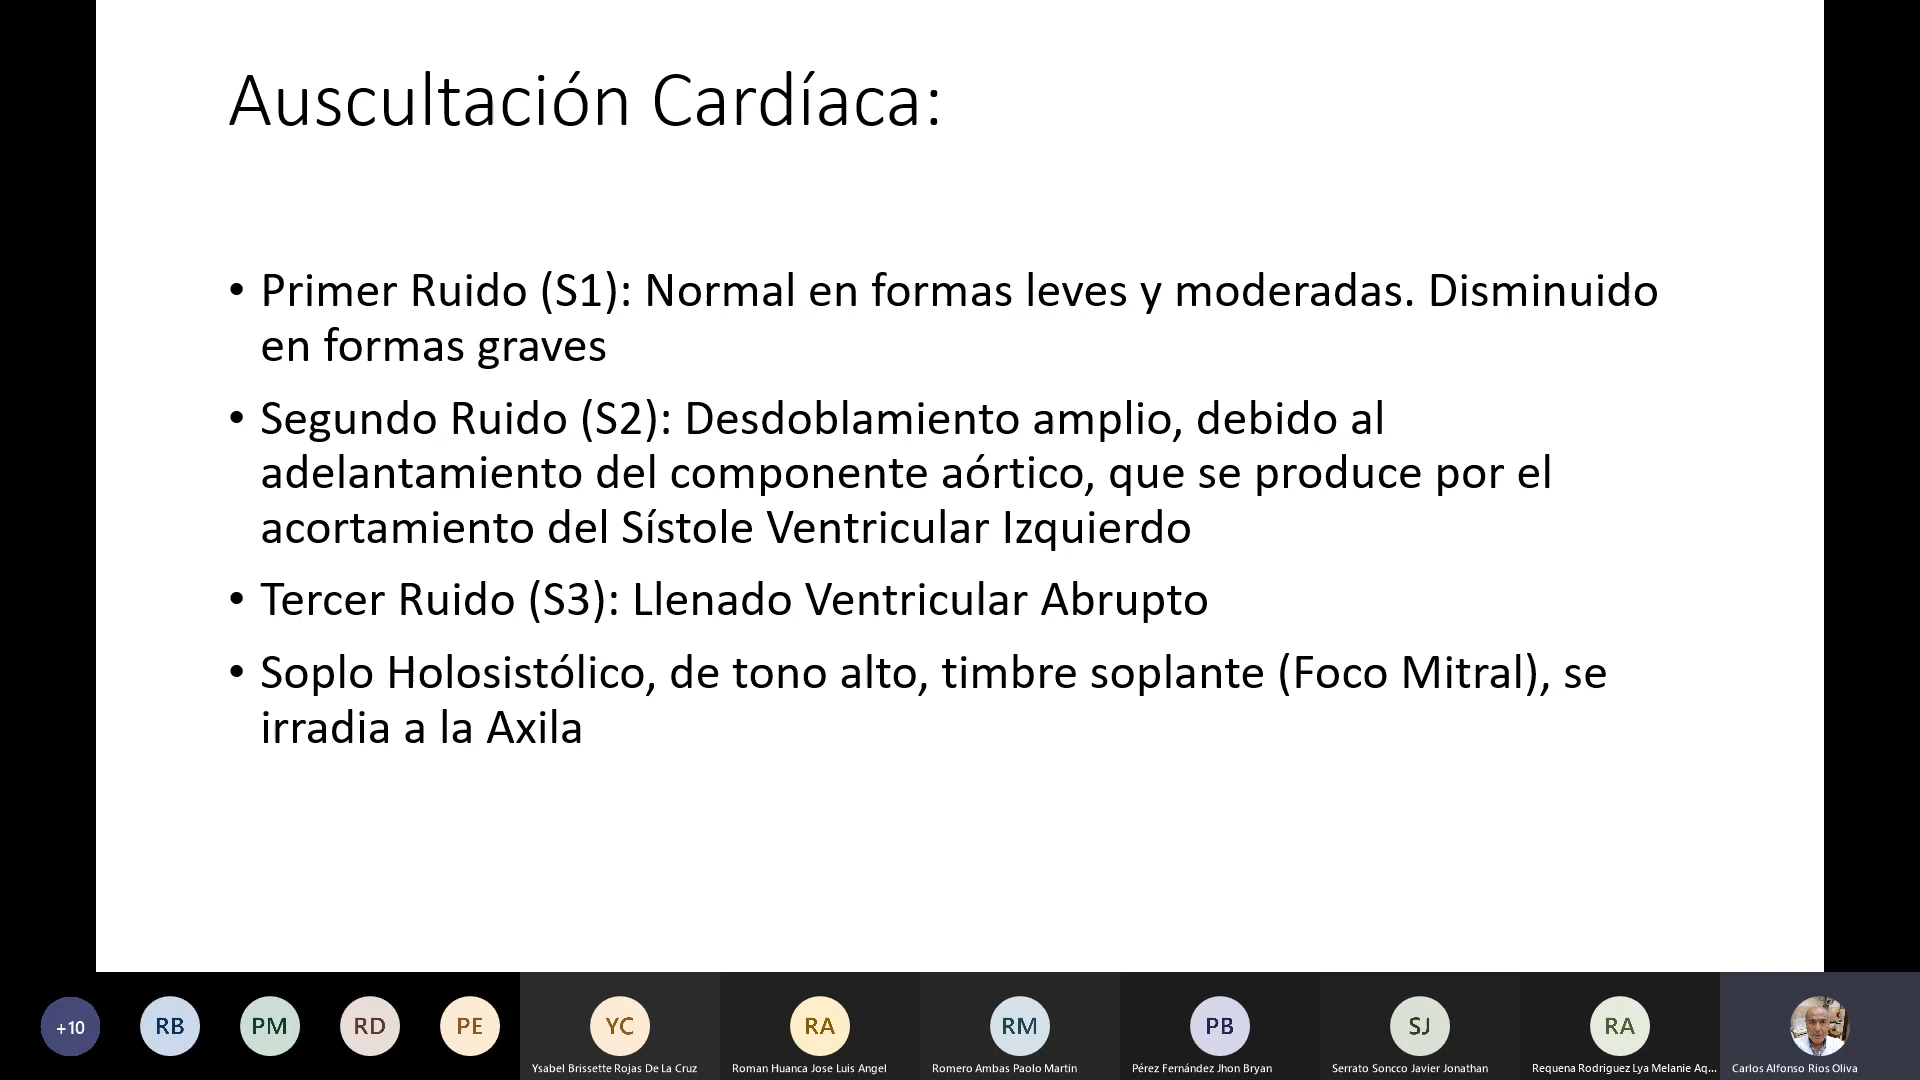 Auscultación Cardíaca:
• Primer Ruido (S1): Normal en formas leves y moderadas. Disminuido
en formas graves
• Segundo Ruido (S2): Desdoblamiento amplio, debido al
adelantamiento del componente aórtico, que se produce por el
acortamiento del Sístole Ventricular Izquierdo
• Tercer Ruido (S3): Llenado Ventricular Abrupto
• Soplo Holosistólico, de tono alto, timbre soplante (Foco Mitral), se
irradia a la Axila
+10 RB PM RD PE YC RA RM PB SJ RA
Ysabel Brissette Rojas De La Cruz Roman Huanca Jose Luis Angel Romero Ambas Paolo Martin Pérez Fernández Jhon Bryan Serrato Soncco Javier Jonathan Requena Rodriguez Lya Melanie Aq... Carlos Alfonso Rios Oliva